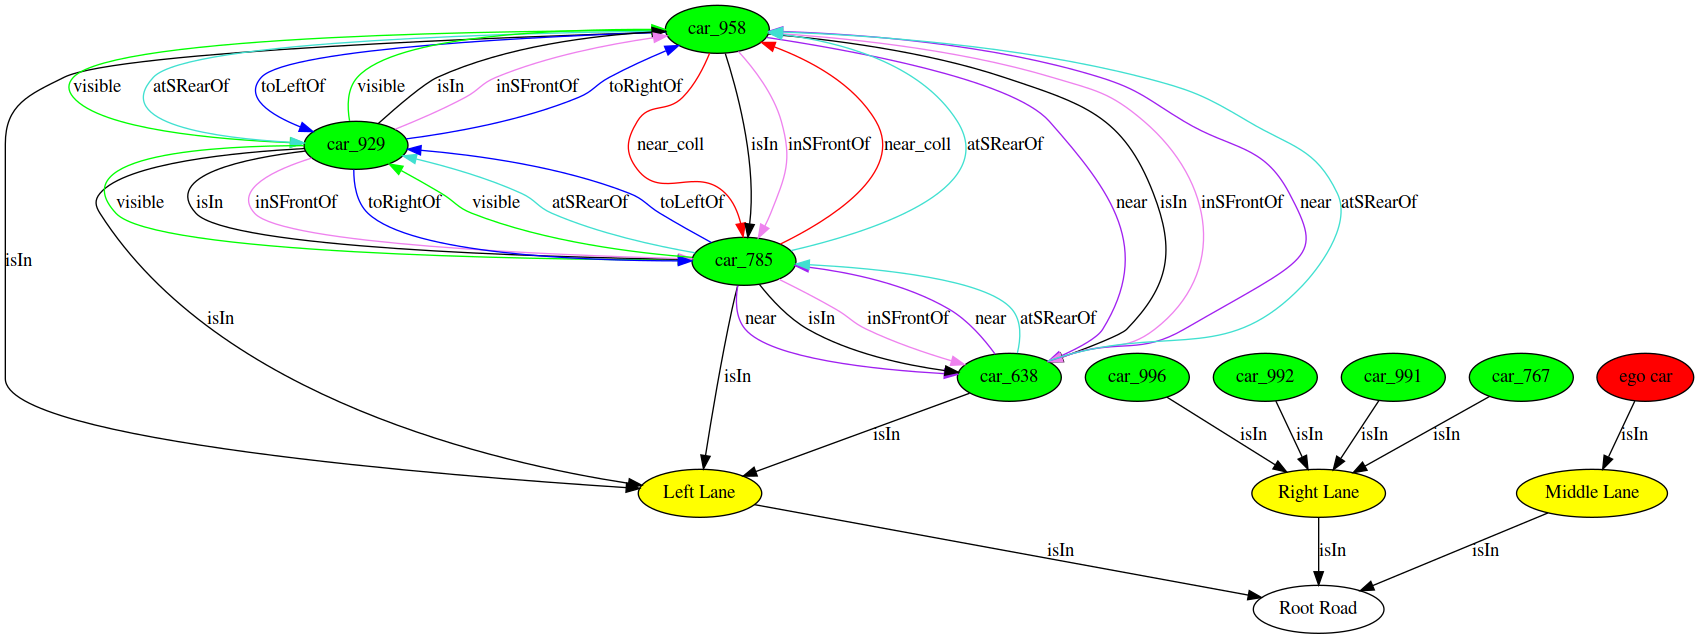 car_958
visible
atSRearOf
toLeftOf
visible
isIn
inSFrontOf
toRightOf
car_929
near_coll
isIn
inSFrontOf
near_coll
atSRearOf
visible
isIn
inSFrontOf
toRightOf
visible
atSRearOf
toLeftOf
near
isIn
inSFrontOf
near
atSRearOf
isIn
car_785
isIn
near
isIn
inSFrontOf
near
atSRearOf
isIn
car_638
car_996
car_992
car_991
car_767
ego car
isIn
isIn
isIn
isIn
isIn
isIn
Left Lane
Right Lane
Middle Lane
isIn
isIn
isIn
Root Road